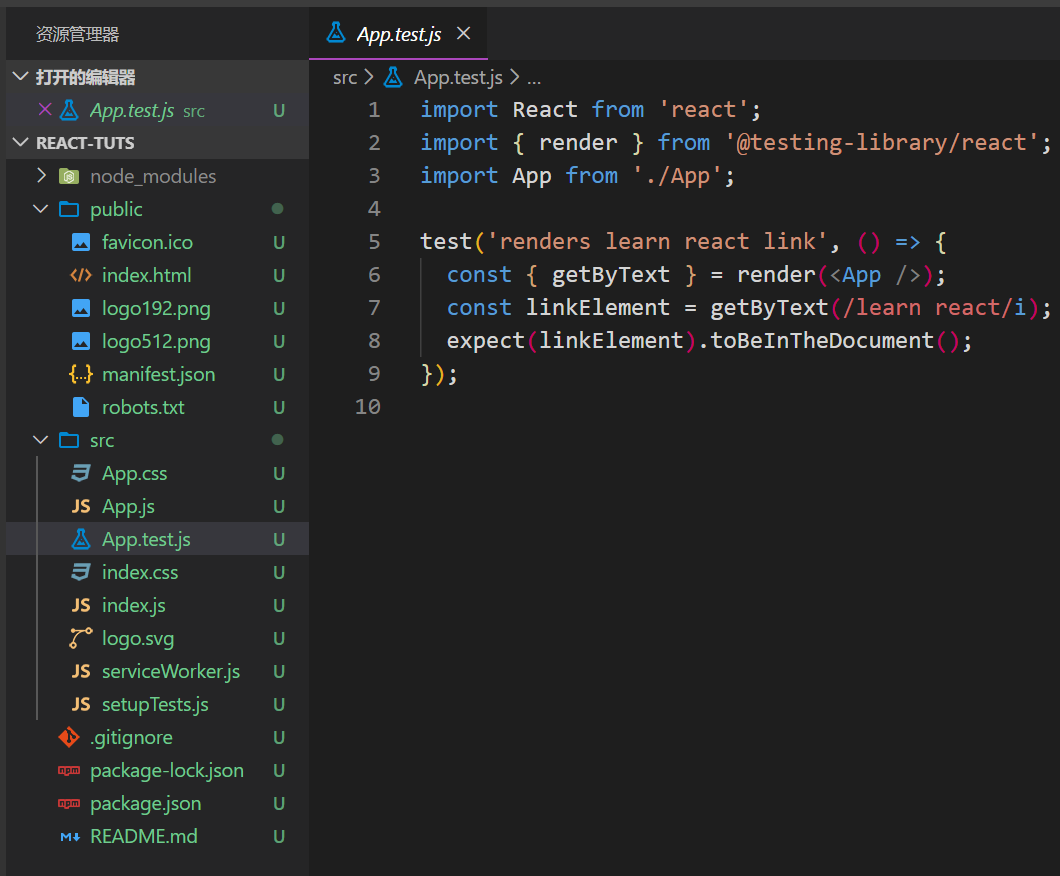 资源管理器
打开的编辑器
App.test.js src U
REACT-TUTS
node_modules
public
favicon.ico U
index.html U
logo192.png U
logo512.png U
manifest.json U
robots.txt U
src
App.css U
App.js U
App.test.js U
index.css U
index.js U
logo.svg U
serviceWorker.js U
setupTests.js U
.gitignore U
package-lock.json U
package.json U
README.md U
App.test.js
src > App.test.js > ...
1 import React from 'react';
2 import { render } from '@testing-library/react';
3 import App from './App';
4
5 test('renders learn react link', () => {
6   const { getByText } = render(<App />);
7   const linkElement = getByText(/learn react/i);
8   expect(linkElement).toBeInTheDocument();
9 });
10